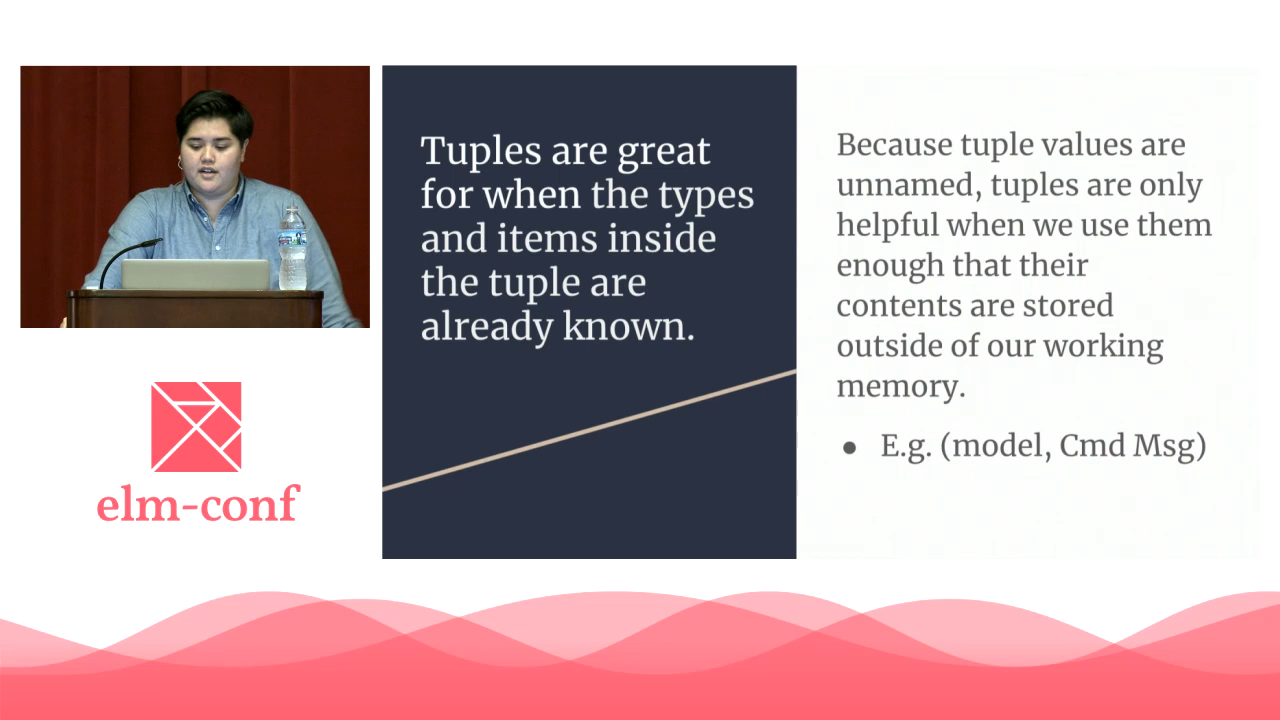 Tuples are great
for when the types
and items inside
the tuple are
already known.
Because tuple values are
unnamed, tuples are only
helpful when we use them
enough that their
contents are stored
outside of our working
memory.
● E.g. (model, Cmd Msg)
elm-conf